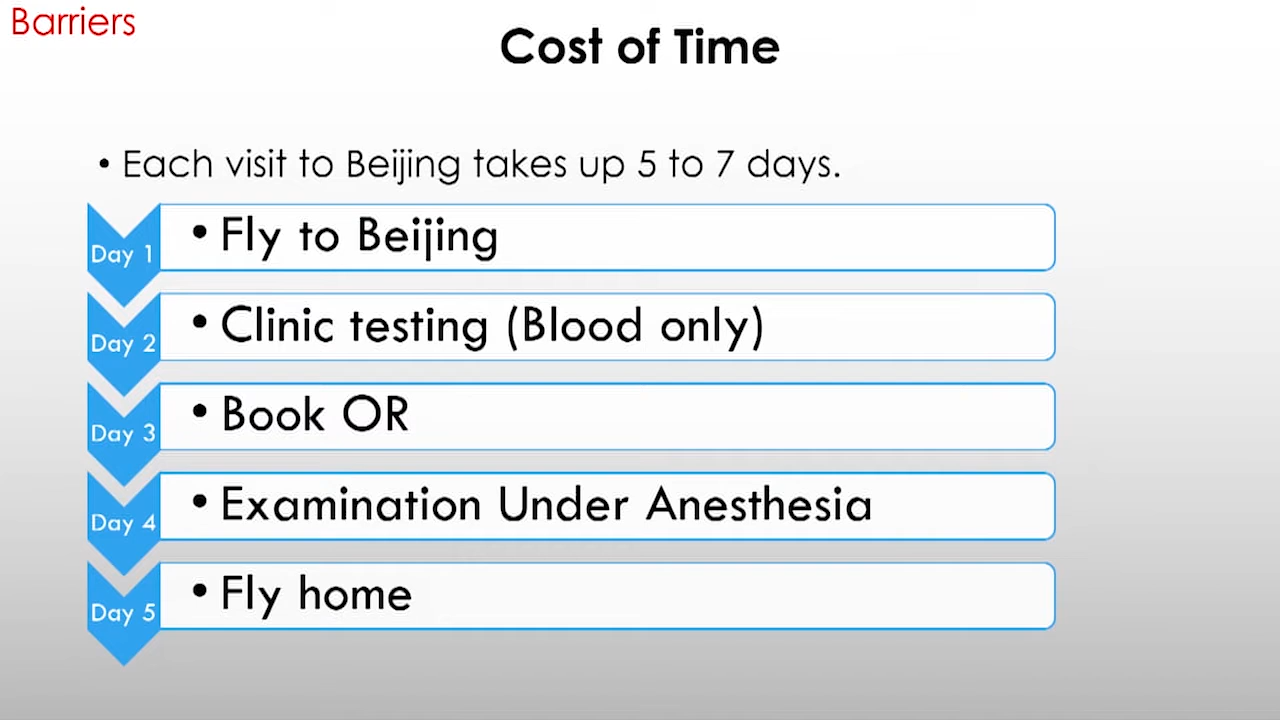 Barriers
Cost of Time
• Each visit to Beijing takes up 5 to 7 days.
Day 1
• Fly to Beijing
Day 2
• Clinic testing (Blood only)
Day 3
• Book OR
Day 4
• Examination Under Anesthesia
Day 5
• Fly home